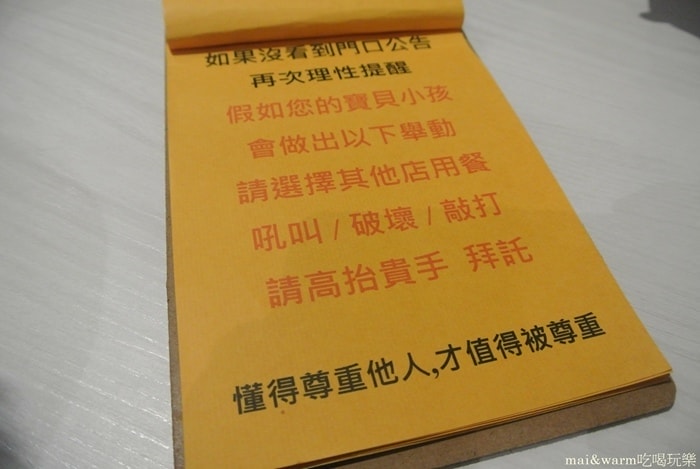 如果沒看到門口公告
再次理性提醒
假如您的寶貝小孩
會做出以下舉動
請選擇其他店用餐
吼叫/破壞/敲打
請高抬貴手 拜託
懂得尊重他人,才值得被尊重
mai&warm吃喝玩樂